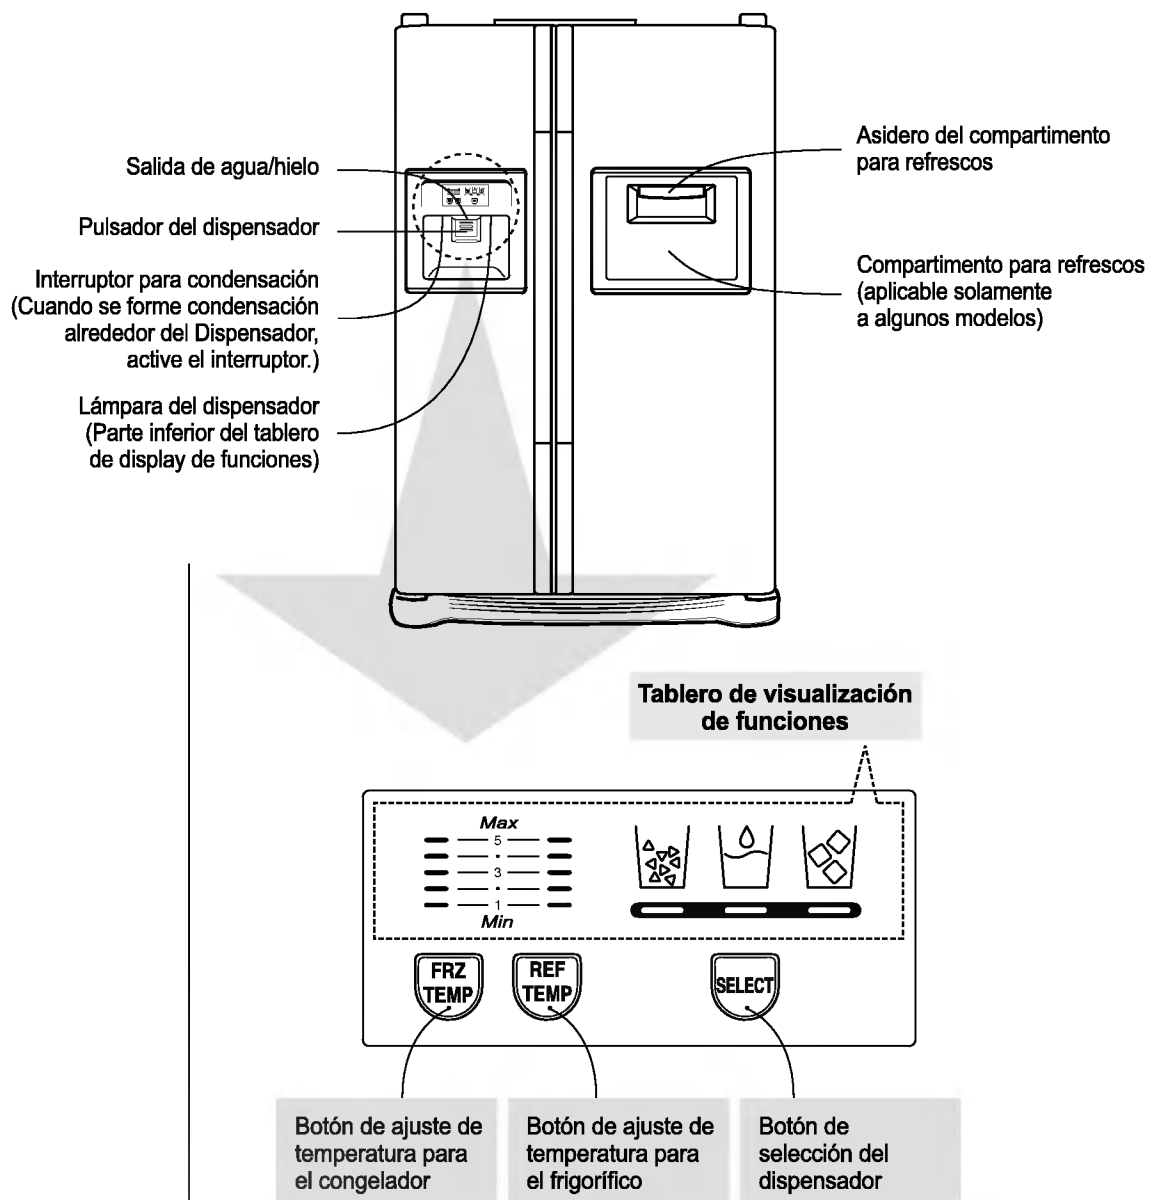 Salida de agua/hielo
Pulsador del dispensador
Interruptor para condensación
(Cuando se forme condensación
alrededor del Dispensador,
active el interruptor.)
Lámpara del dispensador
(Parte inferior del tablero
de display de funciones)
Asidero del compartimento
para refrescos
Compartimento para refrescos
(aplicable solamente
a algunos modelos)
Tablero de visualización
de funciones
Max
5
3
1
Min
FRZ
TEMP
REF
TEMP
SELECT
Botón de ajuste de
temperatura para
el congelador
Botón de ajuste de
temperatura para
el frigorífico
Botón de
selección del
dispensador